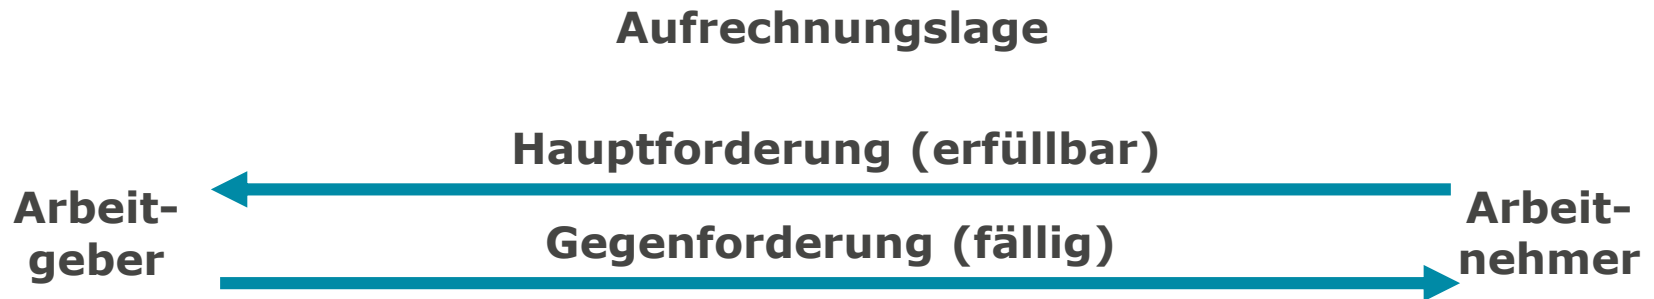 Aufrechnungslage
Hauptforderung (erfüllbar)
Arbeit-
geber
Gegenforderung (fällig)
Arbeit-
nehmer